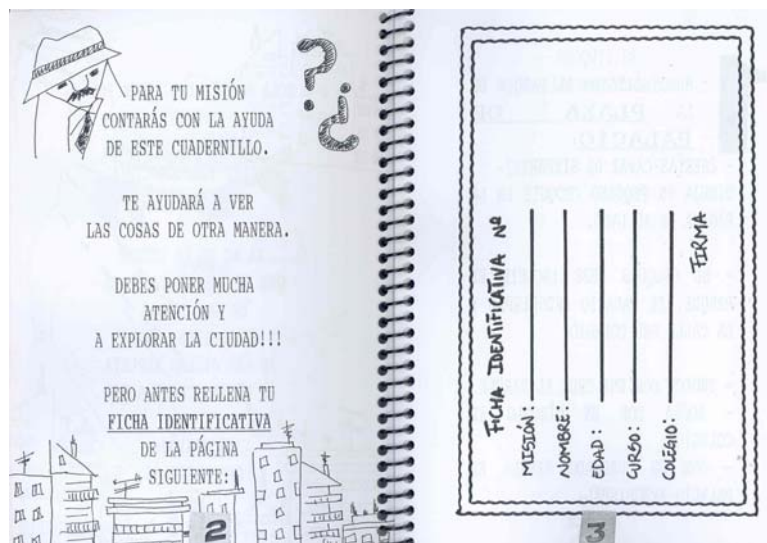 PARA TU MISIÓN
CONTARÁS CON LA AYUDA
DE ESTE CUADERNILLO.
TE AYUDARÁ A VER
LAS COSAS DE OTRA MANERA.
DEBES PONER MUCHA
ATENCIÓN Y
A EXPLORAR LA CIUDAD!!!
PERO ANTES RELLENA TU
FICHA IDENTIFICATIVA
DE LA PÁGINA
SIGUIENTE:
2
FICHA IDENTIFICATIVA Nº
MISIÓN:
NOMBRE:
EDAD:
CURSO:
COLEGIO:
FIRMA
3